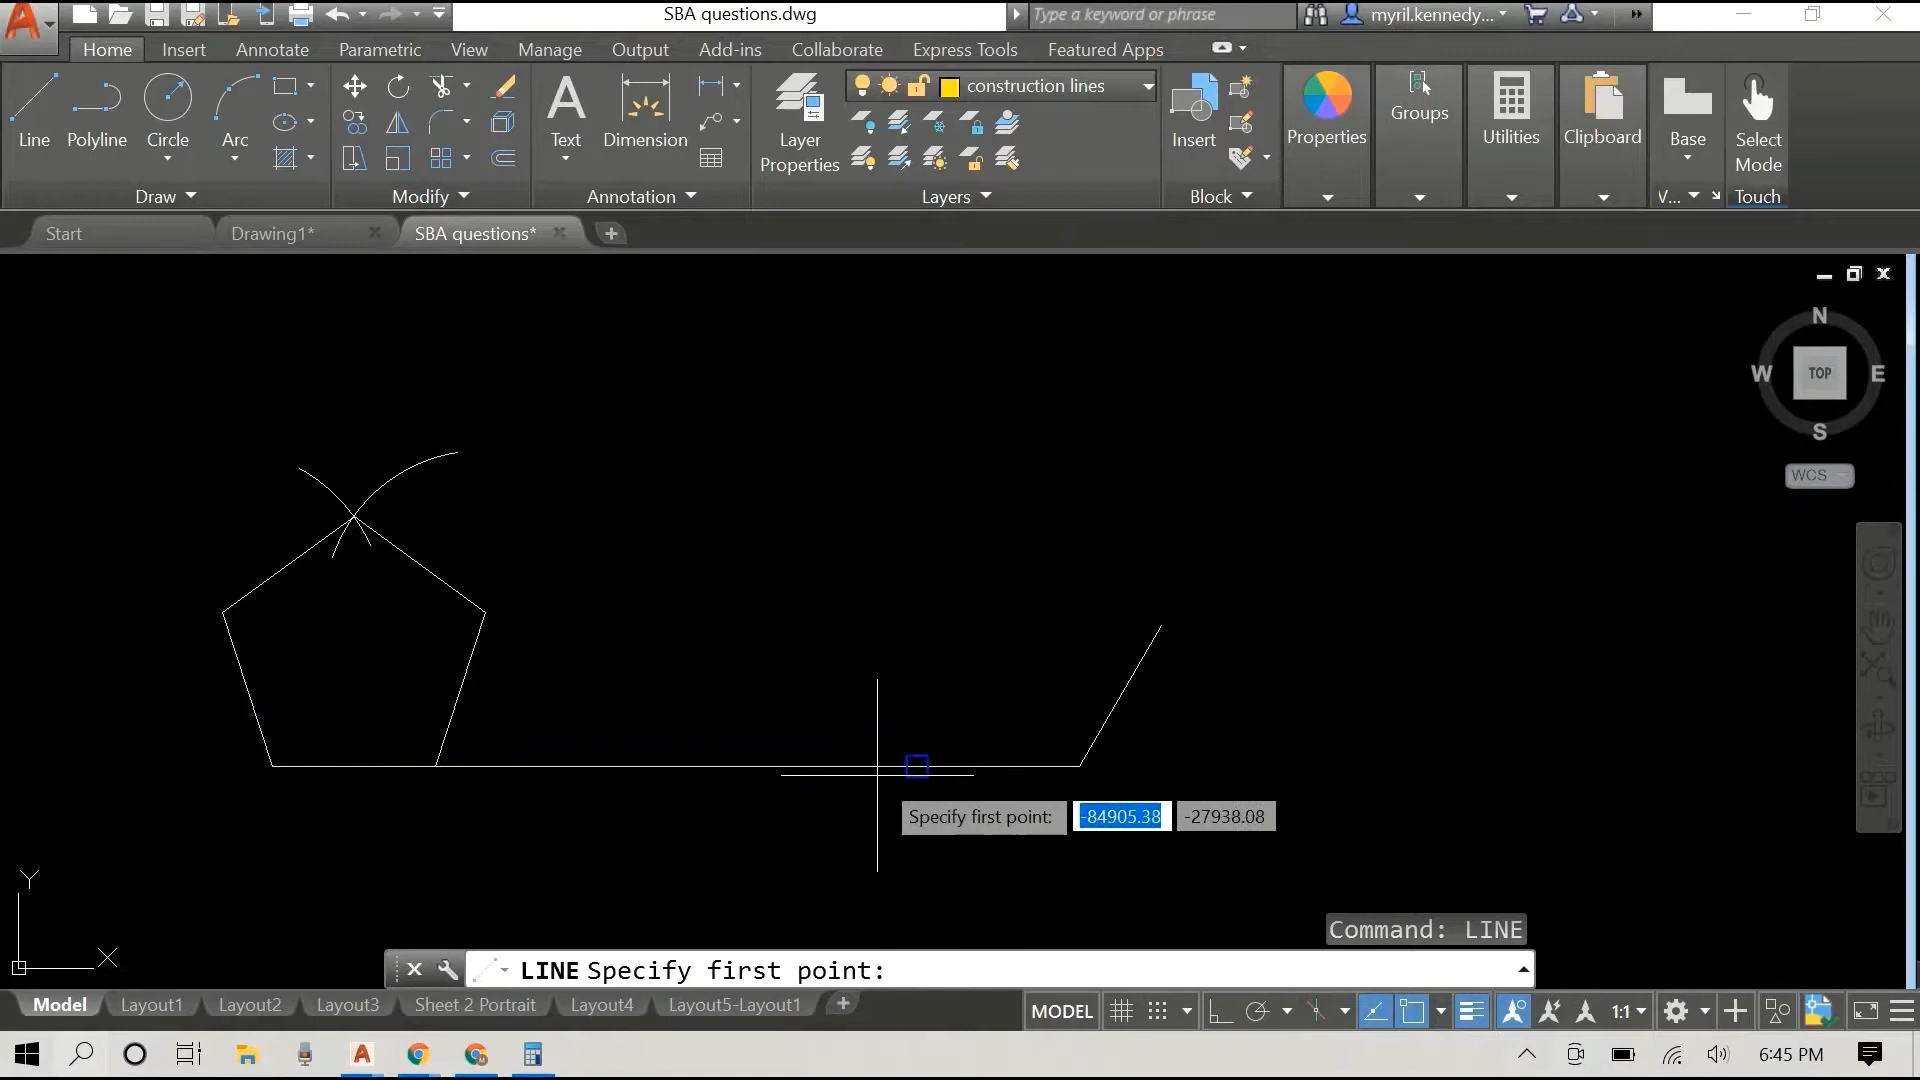 SBA questions.dwg
Type a keyword or phrase
myril.kennedy...
Home Insert Annotate Parametric View Manage Output Add-ins Collaborate Express Tools Featured Apps
construction lines
Line Polyline Circle Arc
Text Dimension
Layer Properties
Insert
Properties
Groups
Utilities
Clipboard
Base
Select Mode
Draw Modify Annotation Layers Block V... Touch
Start Drawing1* SBA questions*
N
W TOP E
S
WCS
Specify first point: -84905.38 -27938.08
Y
X
Command: LINE
LINE Specify first point:
Model Layout1 Layout2 Layout3 Sheet 2 Portrait Layout4 Layout5-Layout1
MODEL 1:1
6:45 PM